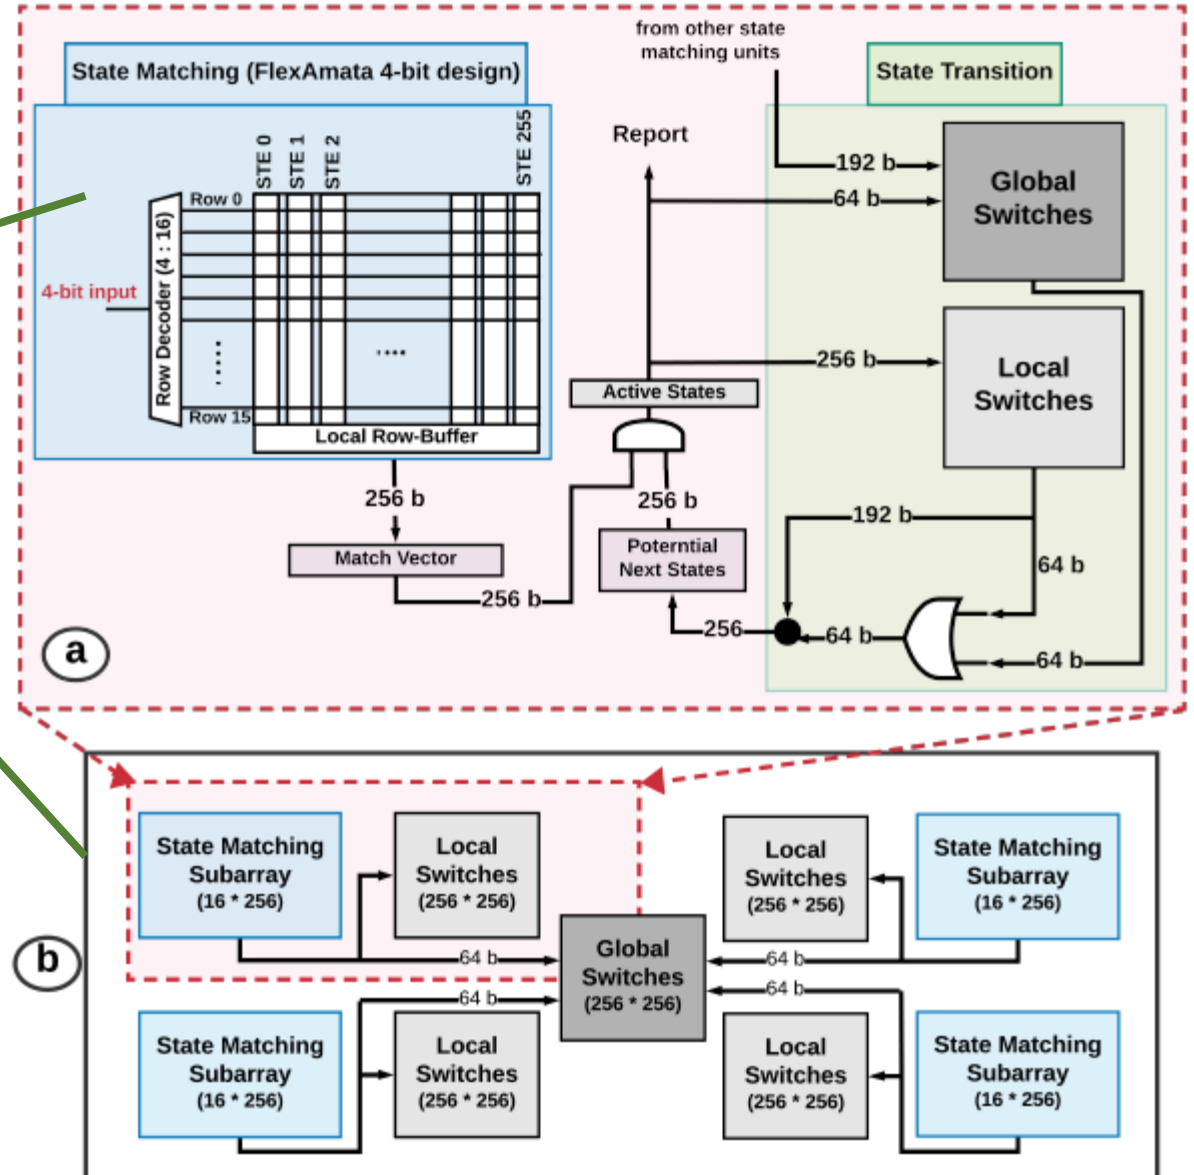 from other state
matching units
State Matching (FlexAmata 4-bit design)
State Transition
Report
STE 0
STE 1
STE 2
STE 255
Row 0
192 b
64 b
Global
Switches
4-bit input
Row Decoder (4 : 16)
....
....
256 b
Local
Switches
Active States
Row 15
Local Row-Buffer
256 b
256 b
192 b
Match Vector
Poterntial
Next States
64 b
256 b
256
64 b
64 b
a
State Matching
Subarray
(16 * 256)
Local
Switches
(256 * 256)
Local
Switches
(256 * 256)
State Matching
Subarray
(16 * 256)
64 b
64 b
b
Global
Switches
(256 * 256)
64 b
64 b
State Matching
Subarray
(16 * 256)
Local
Switches
(256 * 256)
Local
Switches
(256 * 256)
State Matching
Subarray
(16 * 256)